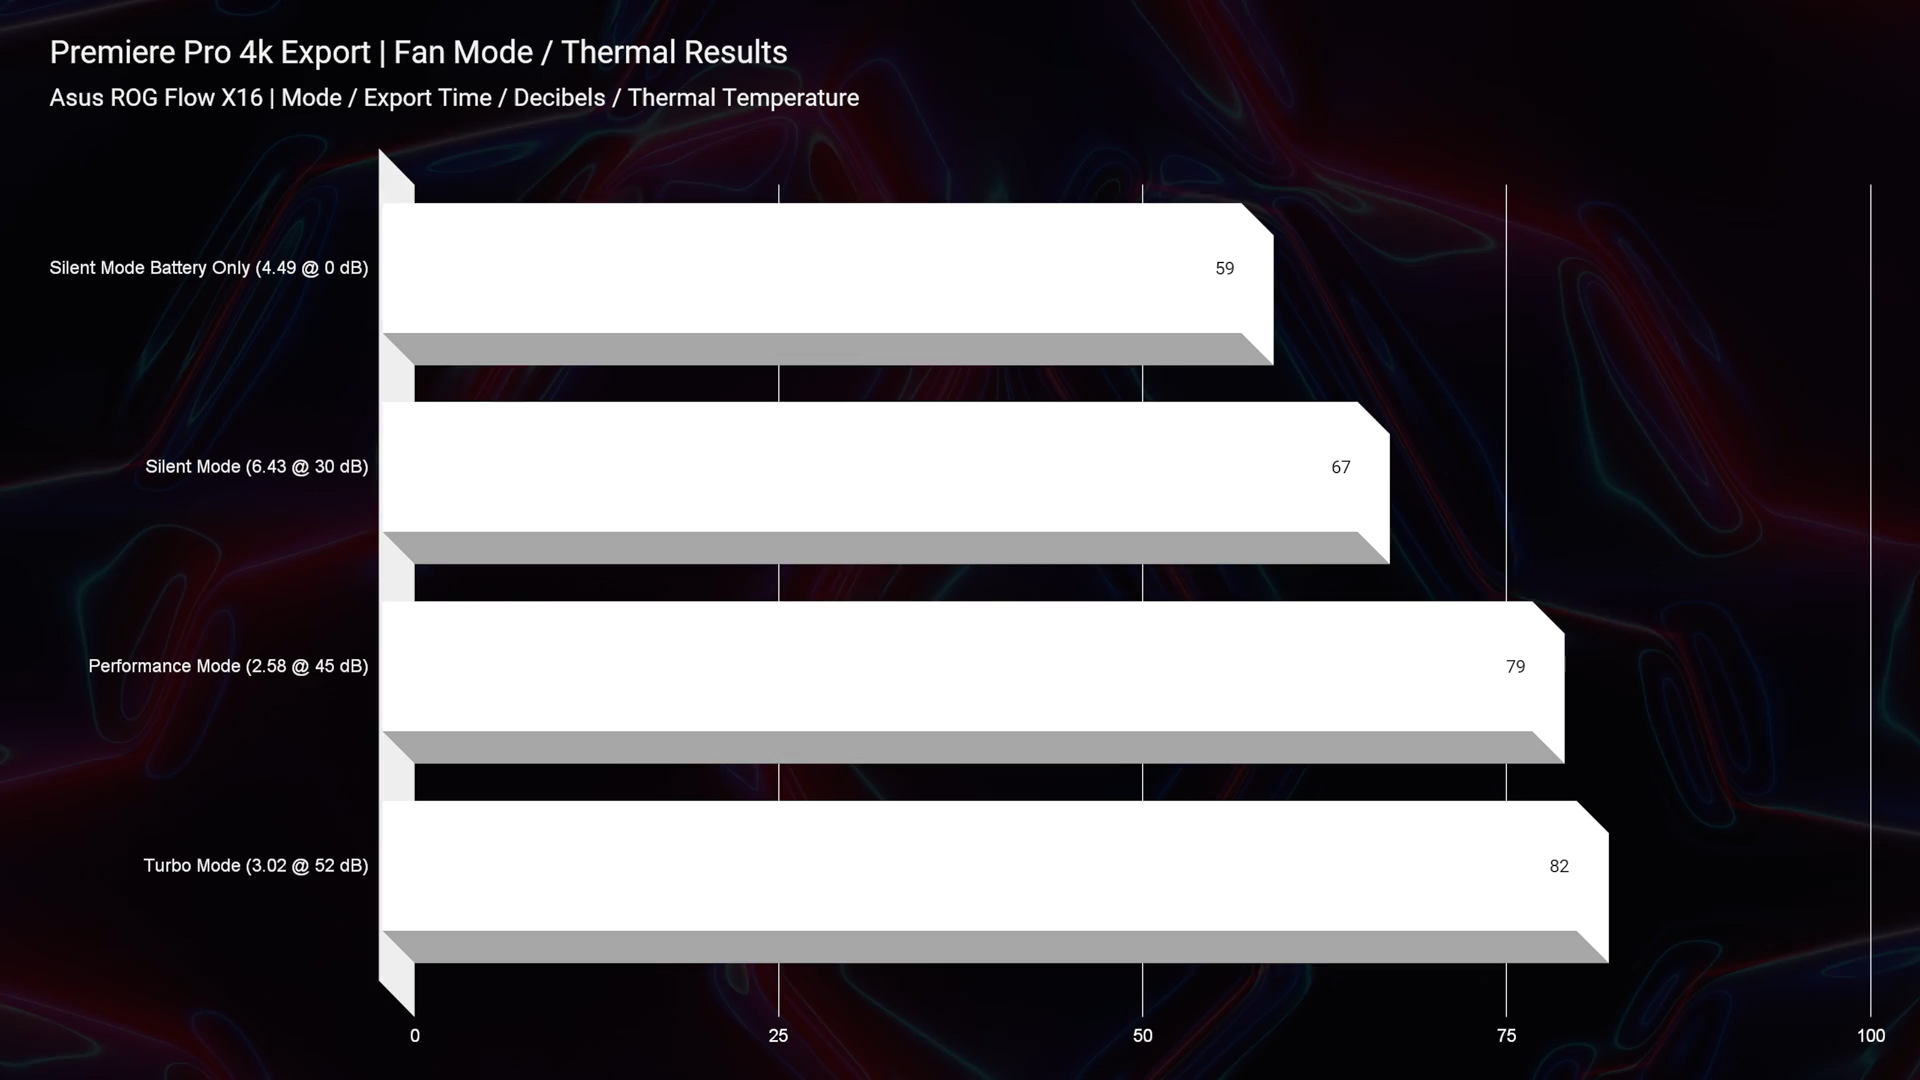 Premiere Pro 4k Export | Fan Mode / Thermal Results
Asus ROG Flow X16 | Mode / Export Time / Decibels / Thermal Temperature
Silent Mode Battery Only (4.49 @ 0 dB)
59
Silent Mode (6.43 @ 30 dB)
67
Performance Mode (2.58 @ 45 dB)
79
Turbo Mode (3.02 @ 52 dB)
82
0 25 50 75 100